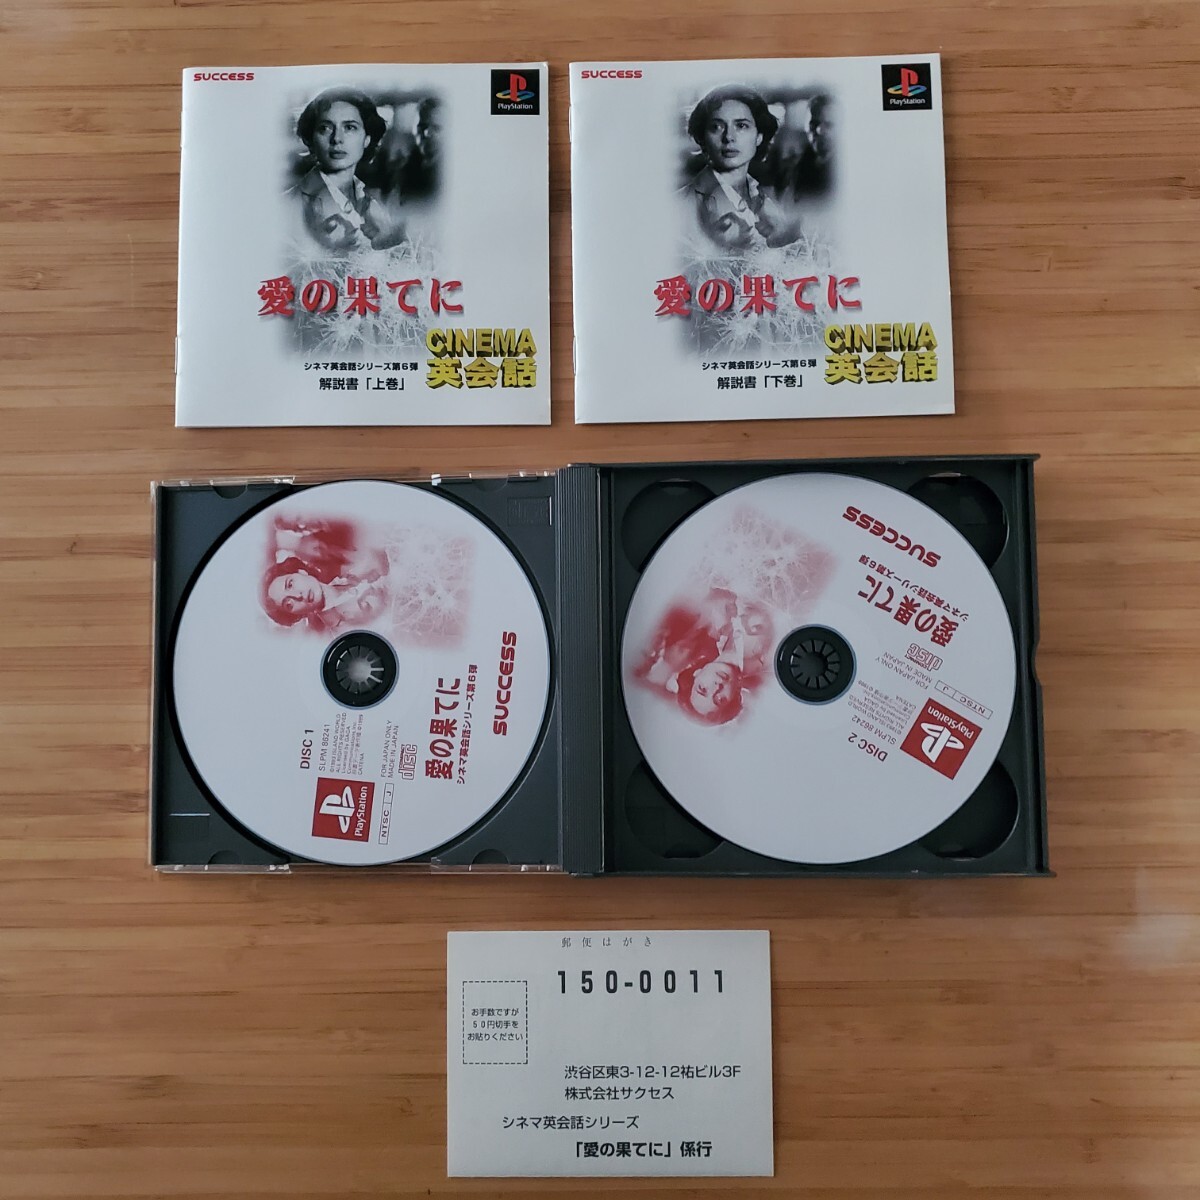 SUCCESS
PlayStation
愛の果てに
CINEMA
英会話
シネマ英会話シリーズ第6弾
解説書「上巻」
SUCCESS
PlayStation
愛の果てに
CINEMA
英会話
シネマ英会話シリーズ第6弾
解説書「下巻」
DISC 1
SLPM 86241
ALL RIGHTS RESERVED.
FOR JAPAN ONLY
MADE IN JAPAN
disc
NTSC J
PlayStation
愛の果てに
シネマ英会話シリーズ第6弾
SUCCESS
SUCCESS
シネマ英会話シリーズ第6弾
愛の果てに
disc
FOR JAPAN ONLY
MADE IN JAPAN
NTSC J
PlayStation
SLPM 86242
DISC 2
郵便はがき
150-0011
お手数ですが
50円切手を
お貼りください
渋谷区東3-12-12祐ビル3F
株式会社サクセス
シネマ英会話シリーズ
「愛の果てに」係行